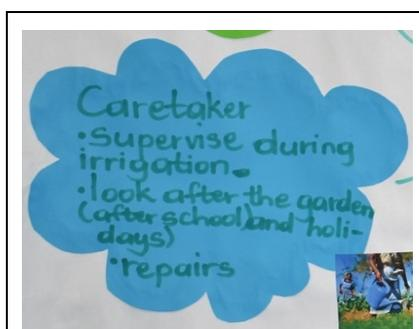 Caretaker
• Supervise during
irrigation.
• look after the garden
(after school) and holi-
days)
• repairs